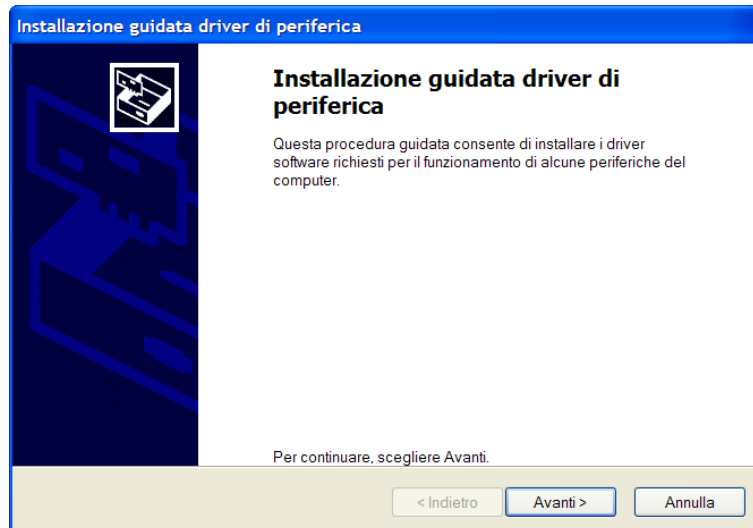 Installazione guidata driver di periferica
Installazione guidata driver di
periferica
Questa procedura guidata consente di installare i driver
software richiesti per il funzionamento di alcune periferiche del
computer.
Per continuare, scegliere Avanti.
< Indietro
Avanti >
Annulla